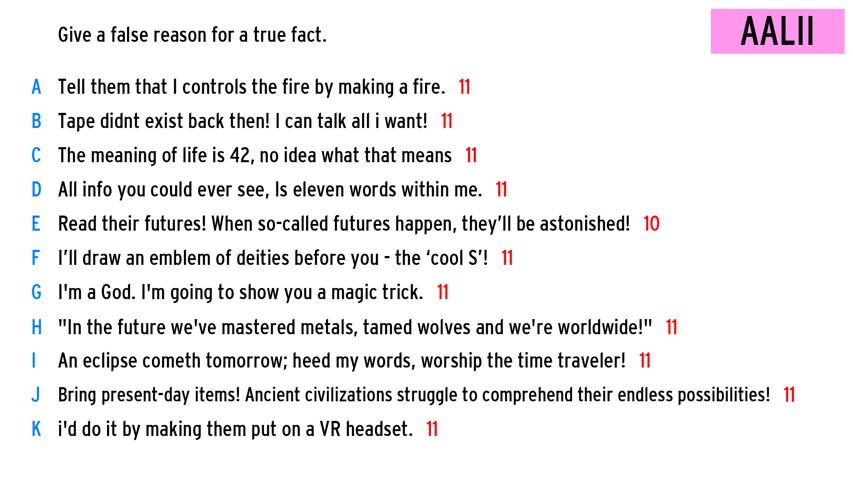 Give a false reason for a true fact.
AALII
A Tell them that I controls the fire by making a fire. 11
B Tape didnt exist back then! I can talk all i want! 11
C The meaning of life is 42, no idea what that means 11
D All info you could ever see, Is eleven words within me. 11
E Read their futures! When so-called futures happen, they'll be astonished! 10
F I'll draw an emblem of deities before you - the 'cool S'! 11
G I'm a God. I'm going to show you a magic trick. 11
H "In the future we've mastered metals, tamed wolves and we're worldwide!" 11
I An eclipse cometh tomorrow; heed my words, worship the time traveler! 11
J Bring present-day items! Ancient civilizations struggle to comprehend their endless possibilities! 11
K i'd do it by making them put on a VR headset. 11